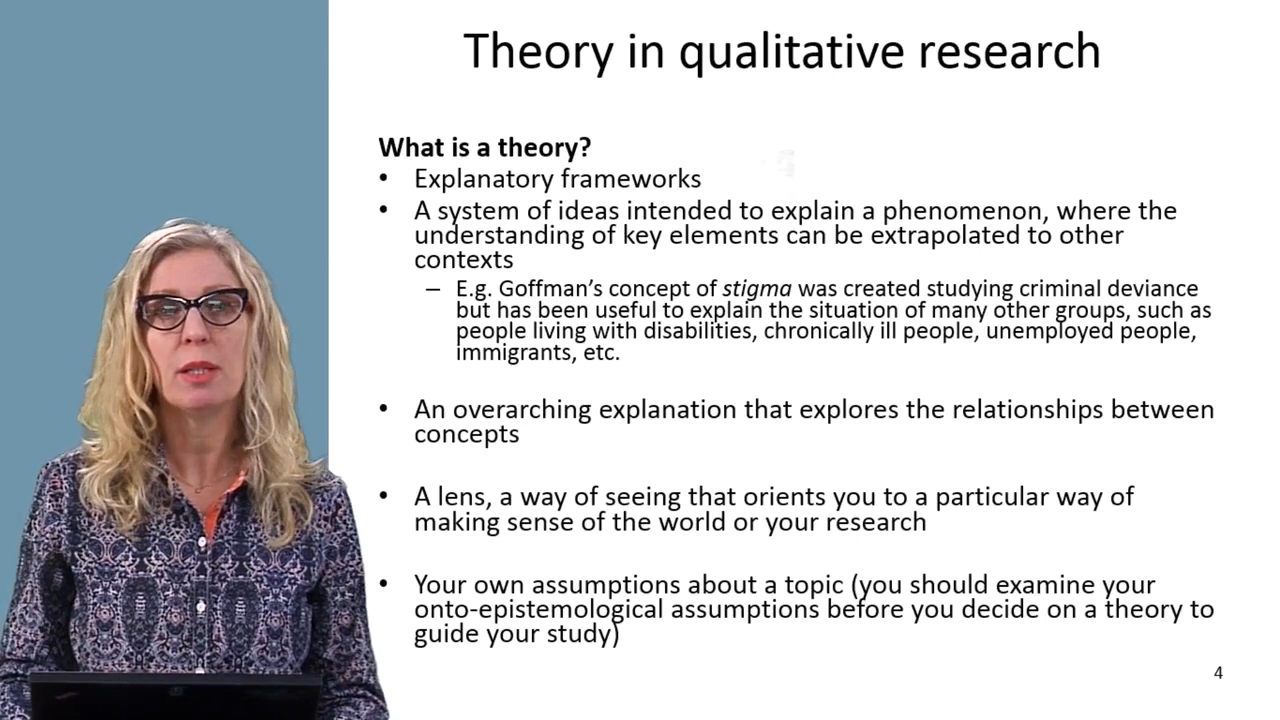 Theory in qualitative research
What is a theory?
• Explanatory frameworks
• A system of ideas intended to explain a phenomenon, where the
understanding of key elements can be extrapolated to other
contexts
– E.g. Goffman’s concept of stigma was created studying criminal deviance
but has been useful to explain the situation of many other groups, such as
people living with disabilities, chronically ill people, unemployed people,
immigrants, etc.
• An overarching explanation that explores the relationships between
concepts
• A lens, a way of seeing that orients you to a particular way of
making sense of the world or your research
• Your own assumptions about a topic (you should examine your
onto-epistemological assumptions before you decide on a theory to
guide your study)
4